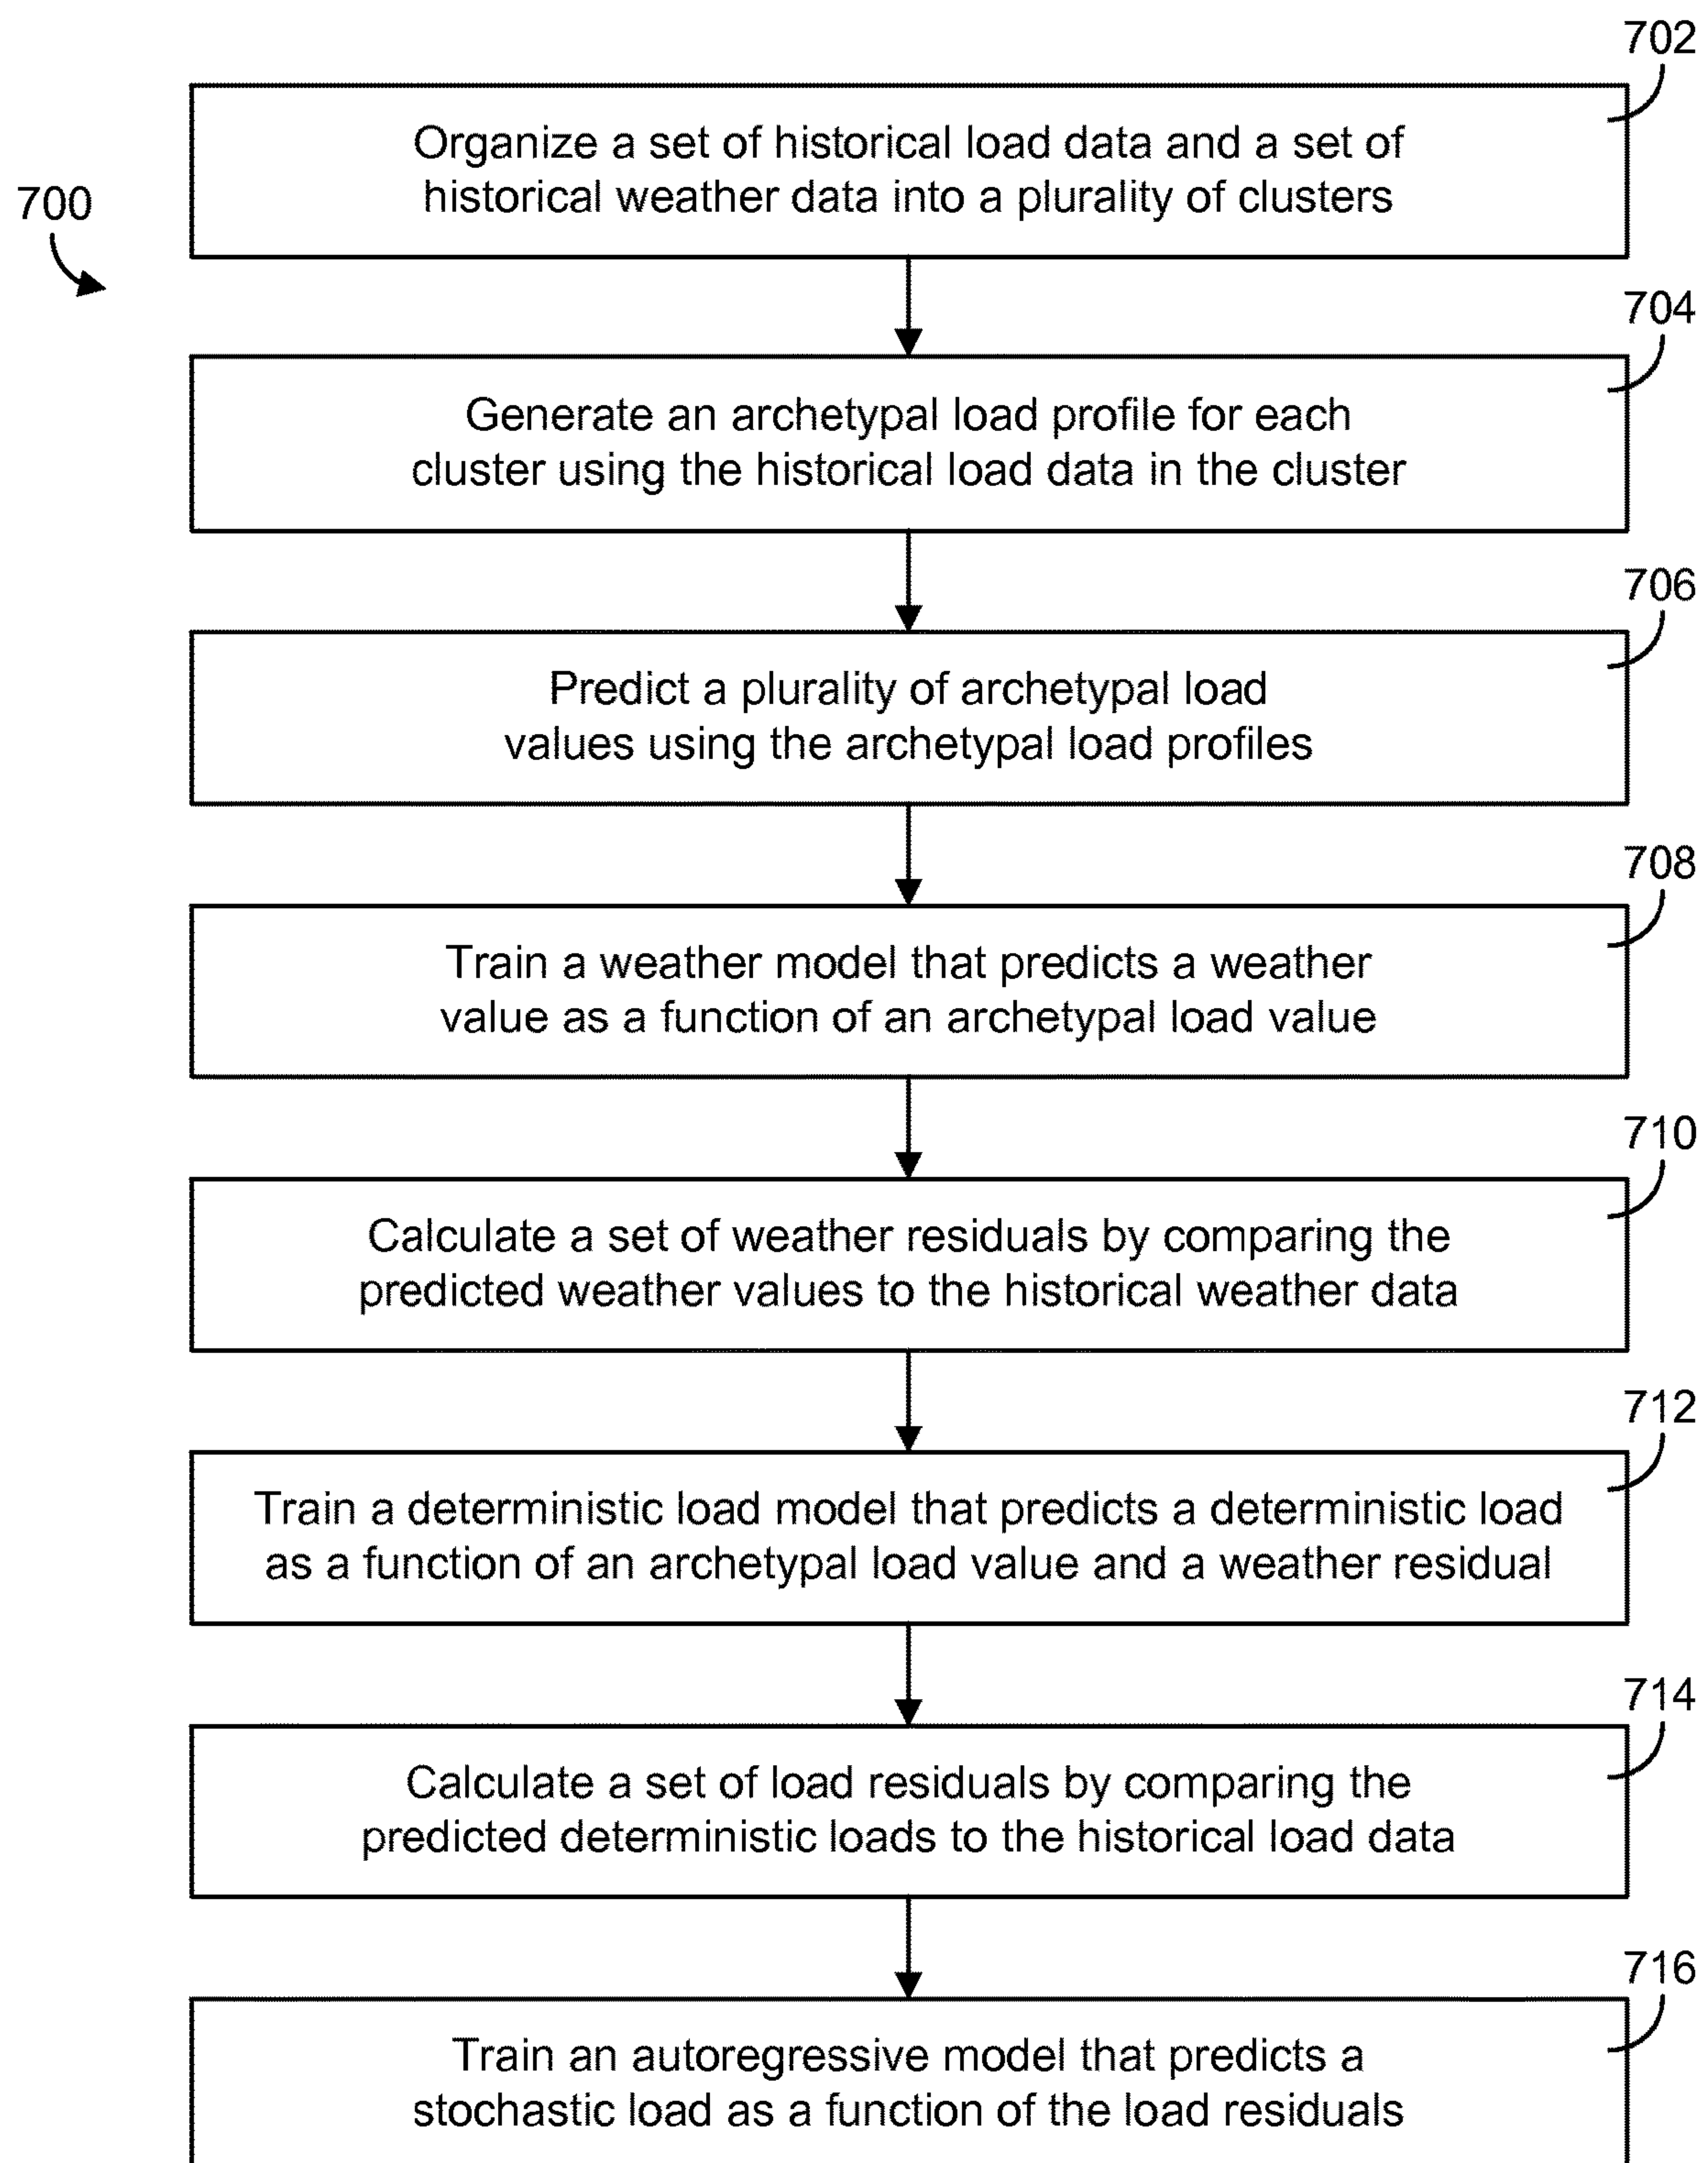 702
Organize a set of historical load data and a set of
historical weather data into a plurality of clusters
700
704
Generate an archetypal load profile for each
cluster using the historical load data in the cluster
706
Predict a plurality of archetypal load
values using the archetypal load profiles
708
Train a weather model that predicts a weather
value as a function of an archetypal load value
710
Calculate a set of weather residuals by comparing the
predicted weather values to the historical weather data
712
Train a deterministic load model that predicts a deterministic load
as a function of an archetypal load value and a weather residual
714
Calculate a set of load residuals by comparing the
predicted deterministic loads to the historical load data
716
Train an autoregressive model that predicts a
stochastic load as a function of the load residuals